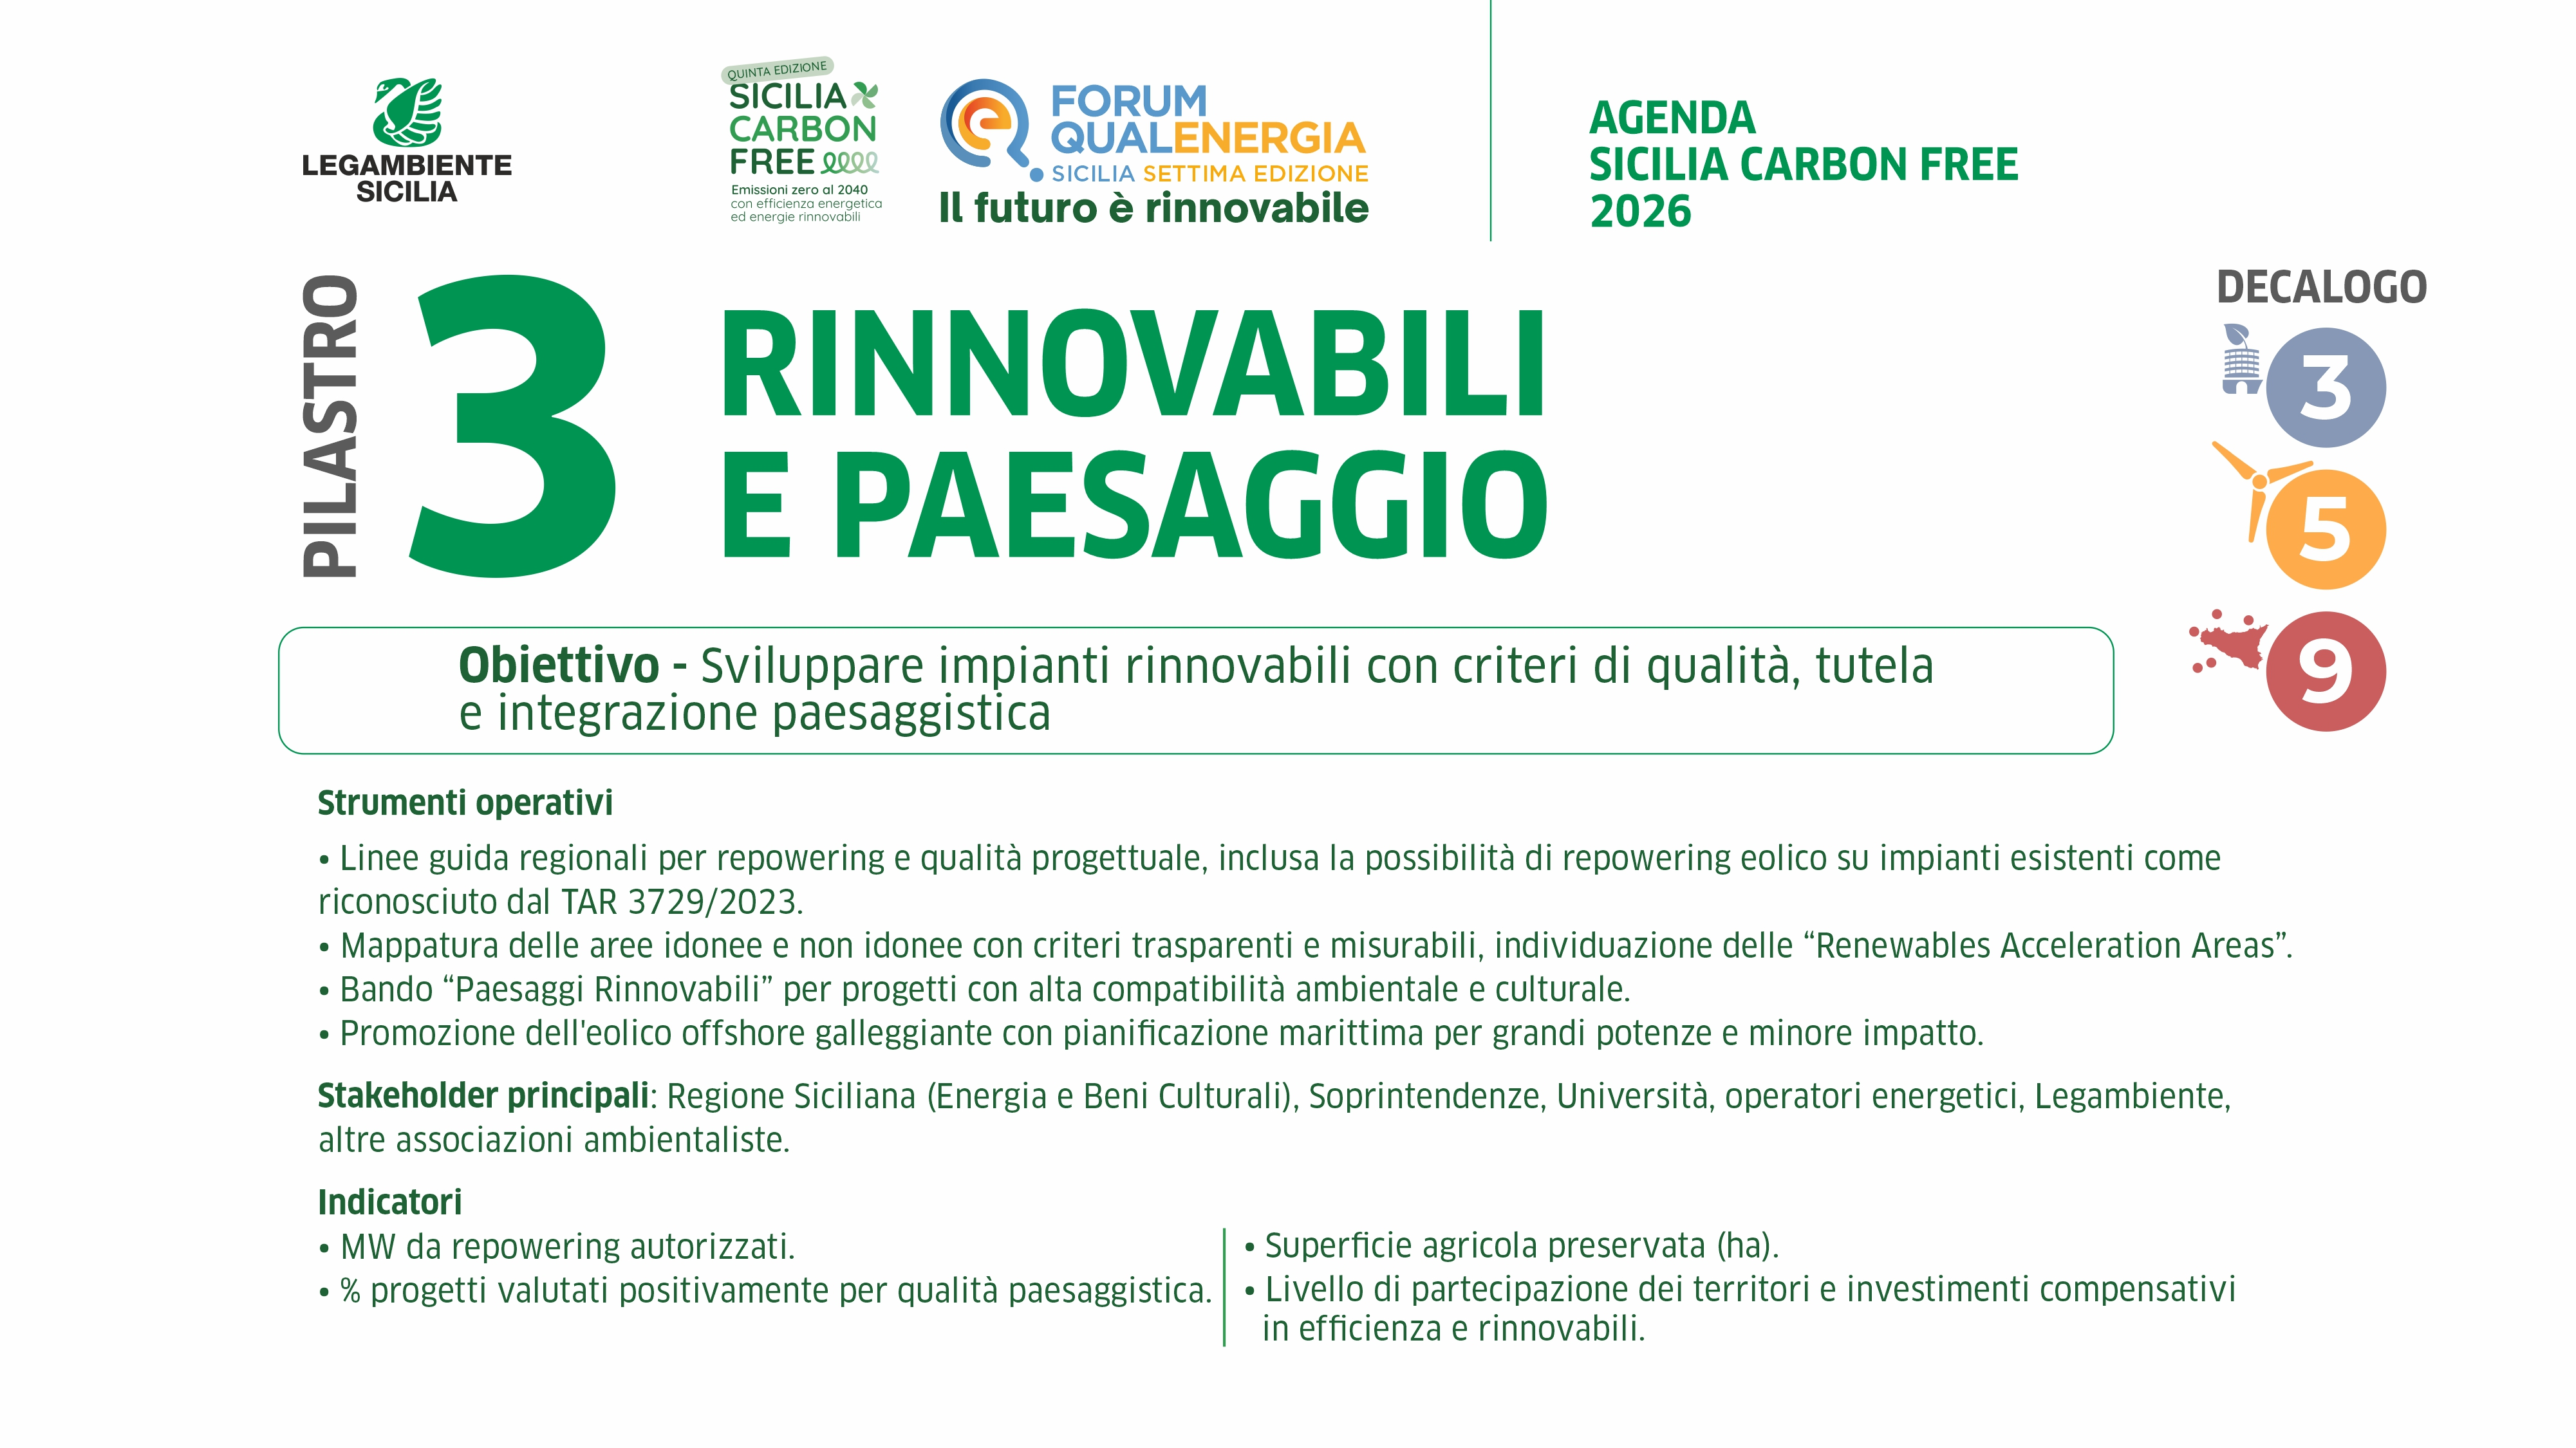 LEGAMBIENTE
SICILIA
QUINTA EDIZIONE
SICILIA
CARBON
FREE
Emissioni zero al 2040
con efficienza energetica
ed energie rinnovabili
FORUM
QUALENERGIA
SICILIA SETTIMA EDIZIONE
Il futuro è rinnovabile
AGENDA
SICILIA CARBON FREE
2026
PILASTRO
3
RINNOVABILI
E PAESAGGIO
DECALOGO
3
5
9
Obiettivo - Sviluppare impianti rinnovabili con criteri di qualità, tutela
e integrazione paesaggistica
Strumenti operativi
• Linee guida regionali per repowering e qualità progettuale, inclusa la possibilità di repowering eolico su impianti esistenti come
riconosciuto dal TAR 3729/2023.
• Mappatura delle aree idonee e non idonee con criteri trasparenti e misurabili, individuazione delle “Renewables Acceleration Areas”.
• Bando “Paesaggi Rinnovabili” per progetti con alta compatibilità ambientale e culturale.
• Promozione dell'eolico offshore galleggiante con pianificazione marittima per grandi potenze e minore impatto.
Stakeholder principali: Regione Siciliana (Energia e Beni Culturali), Soprintendenze, Università, operatori energetici, Legambiente,
altre associazioni ambientaliste.
Indicatori
• MW da repowering autorizzati.
• % progetti valutati positivamente per qualità paesaggistica.
• Superficie agricola preservata (ha).
• Livello di partecipazione dei territori e investimenti compensativi
in efficienza e rinnovabili.